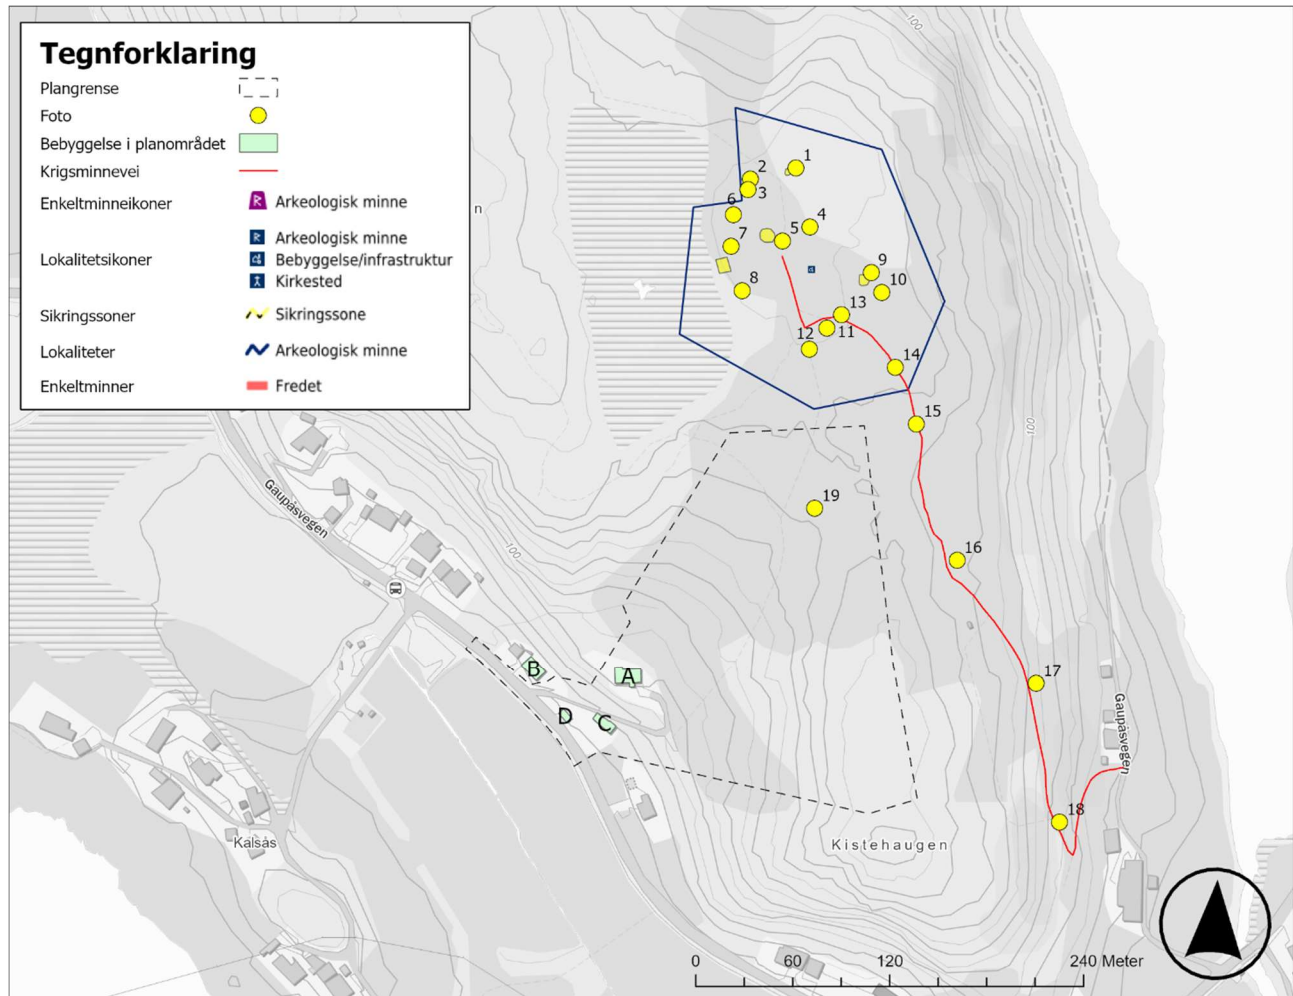 Tegnforklaring
Plangrense
Foto
Bebyggelse i planområdet
Krigsminnevei
Enkeltminneikoner
R Arkeologisk minne
Lokalitetsikoner
R Arkeologisk minne
Bebyggelse/infrastruktur
Kirkested
Sikringssoner
Sikringssone
Lokaliteter
Arkeologisk minne
Enkeltminner
Fredet
n
100
1
2
3
6
4
5
7
8
9
10
13
11
12
14
15
100
19
16
17
18
Gaupåsvegen
100
B
A
D
C
Gaupåsvegen
Kalsås
Kistehaugen
0 60 120 240 Meter